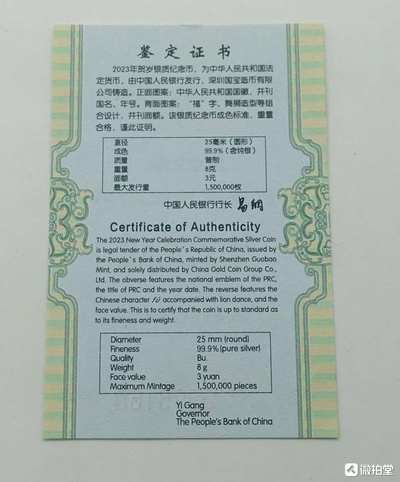 鉴定证书
2023年贺岁银质纪念币，为中华人民共和国法
定货币，由中国人民银行发行，深圳国宝造币有限
公司铸造。正面图案：中华人民共和国国徽，并刊
国名、年号。背面图案：“福”字、舞狮造型等组
合设计，并刊面额。该银质纪念币成色标准，重量
合格，谨此证明。
直径 25毫米（圆形）
成色 99.9%（含纯银）
质量 普制
重量 8克
面额 3元
最大发行量 1,500,000枚
中国人民银行行长 易纲
Certificate of Authenticity
The 2023 New Year Celebration Commemorative Silver Coin
is legal tender of the People's Republic of China, issued by
the People's Bank of China, minted by Shenzhen Guobao
Mint, and solely distributed by China Gold Coin Group Co.,
Ltd. The obverse features the national emblem of the PRC,
the title of PRC and the year date. The reverse features the
Chinese character fú accompanied with lion dance, and the
face value. This is to certify that the coin is up to standard as
to its fineness and weight.
Diameter 25 mm (round)
Fineness 99.9% (pure silver)
Quality Bu.
Weight 8 g
Face value 3 yuan
Maximum Mintage 1,500,000 pieces
Yi Gang
Governor
The People's Bank of China
微拍堂